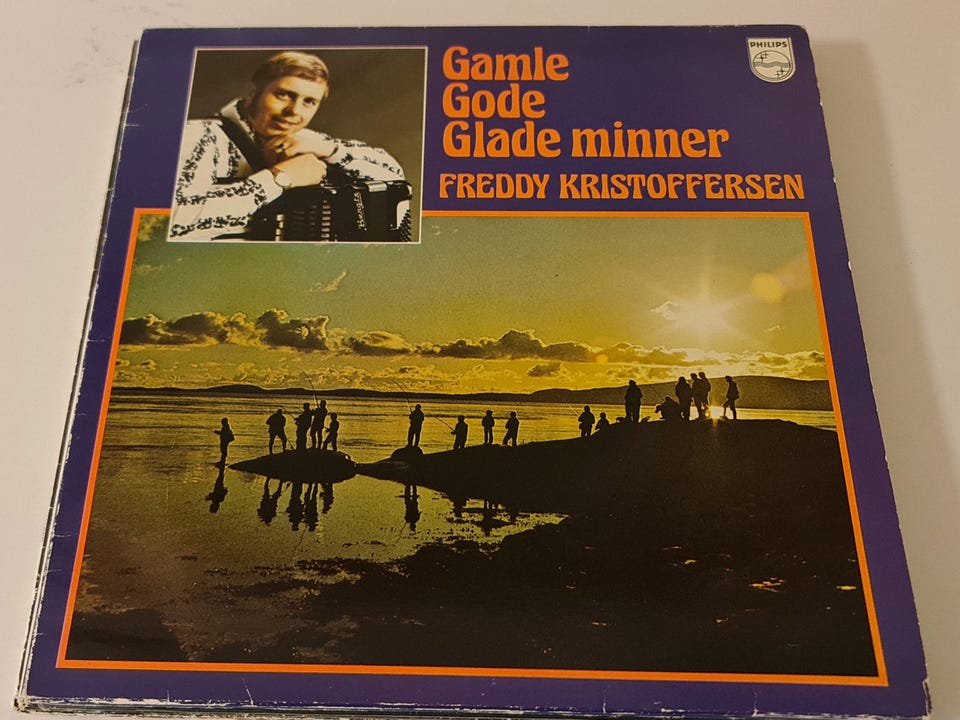 Gamle
Gode
Glade minner
FREDDY KRISTOFFERSEN
PHILIPS